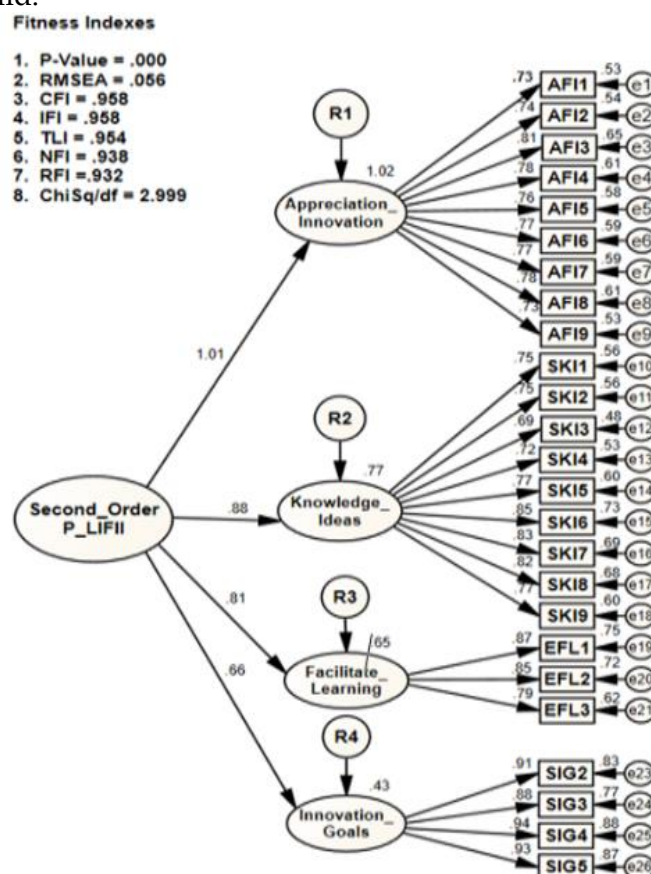 Fitness Indexes
1. P-Value = .000
2. RMSEA = .056
3. CFI = .958
4. IFI = .958
5. TLI = .954
6. NFI = .938
7. RFI =.932
8. ChiSq/df = 2.999
R1
1.02
Appreciation_
Innovation
1.01
.73 AFI1 .53 e1
.74 AFI2 .54 e2
.81 AFI3 .65 e3
.78 AFI4 .61 e4
.76 AFI5 .58 e5
.77 AFI6 .59 e6
.77 AFI7 .59 e7
.78 AFI8 .61 e8
.73 AFI9 .53 e9
R2
.77
Knowledge_
Ideas
.88
.75 SKI1 .56 e10
.75 SKI2 .56 e11
.69 SKI3 .48 e12
.72 SKI4 .53 e13
.77 SKI5 .60 e14
.85 SKI6 .73 e15
.83 SKI7 .69 e16
.82 SKI8 .68 e17
.77 SKI9 .60 e18
Second_Order
P_LIFII
R3
.65
Facilitate_
Learning
.81
.87 EFL1 .75 e19
.85 EFL2 .72 e20
.79 EFL3 .62 e21
R4
.43
Innovation_
Goals
.66
.91 SIG2 .83 e23
.88 SIG3 .77 e24
.94 SIG4 .88 e25
.93 SIG5 .87 e26